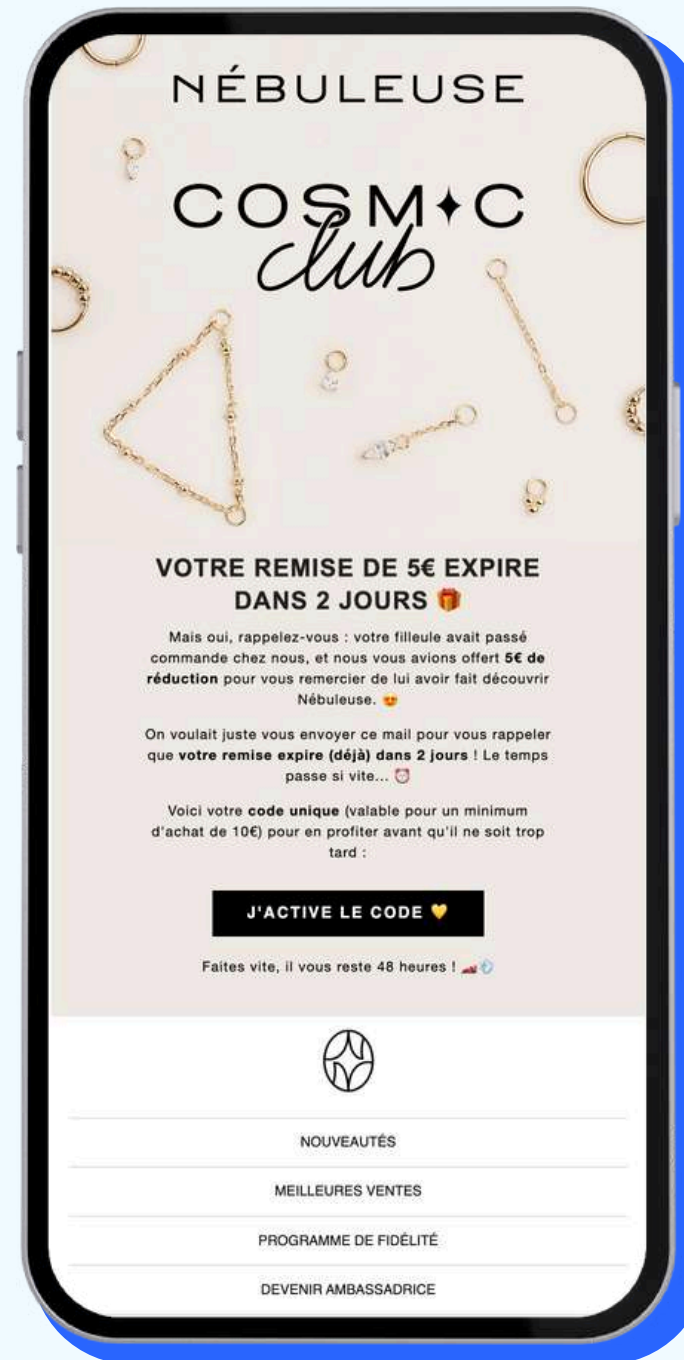 NÉBULEUSE
COSM✦C
club
VOTRE REMISE DE 5€ EXPIRE
DANS 2 JOURS 🎁
Mais oui, rappelez-vous : votre filleule avait passé
commande chez nous, et nous vous avions offert 5€ de
réduction pour vous remercier de lui avoir fait découvrir
Nébuleuse. 😍
On voulait juste vous envoyer ce mail pour vous rappeler
que votre remise expire (déjà) dans 2 jours ! Le temps
passe si vite... ⏰
Voici votre code unique (valable pour un minimum
d'achat de 10€) pour en profiter avant qu'il ne soit trop
tard :
J'ACTIVE LE CODE 💛
Faites vite, il vous reste 48 heures ! 🏎️💨
NOUVEAUTÉS
MEILLEURES VENTES
PROGRAMME DE FIDÉLITÉ
DEVENIR AMBASSADRICE